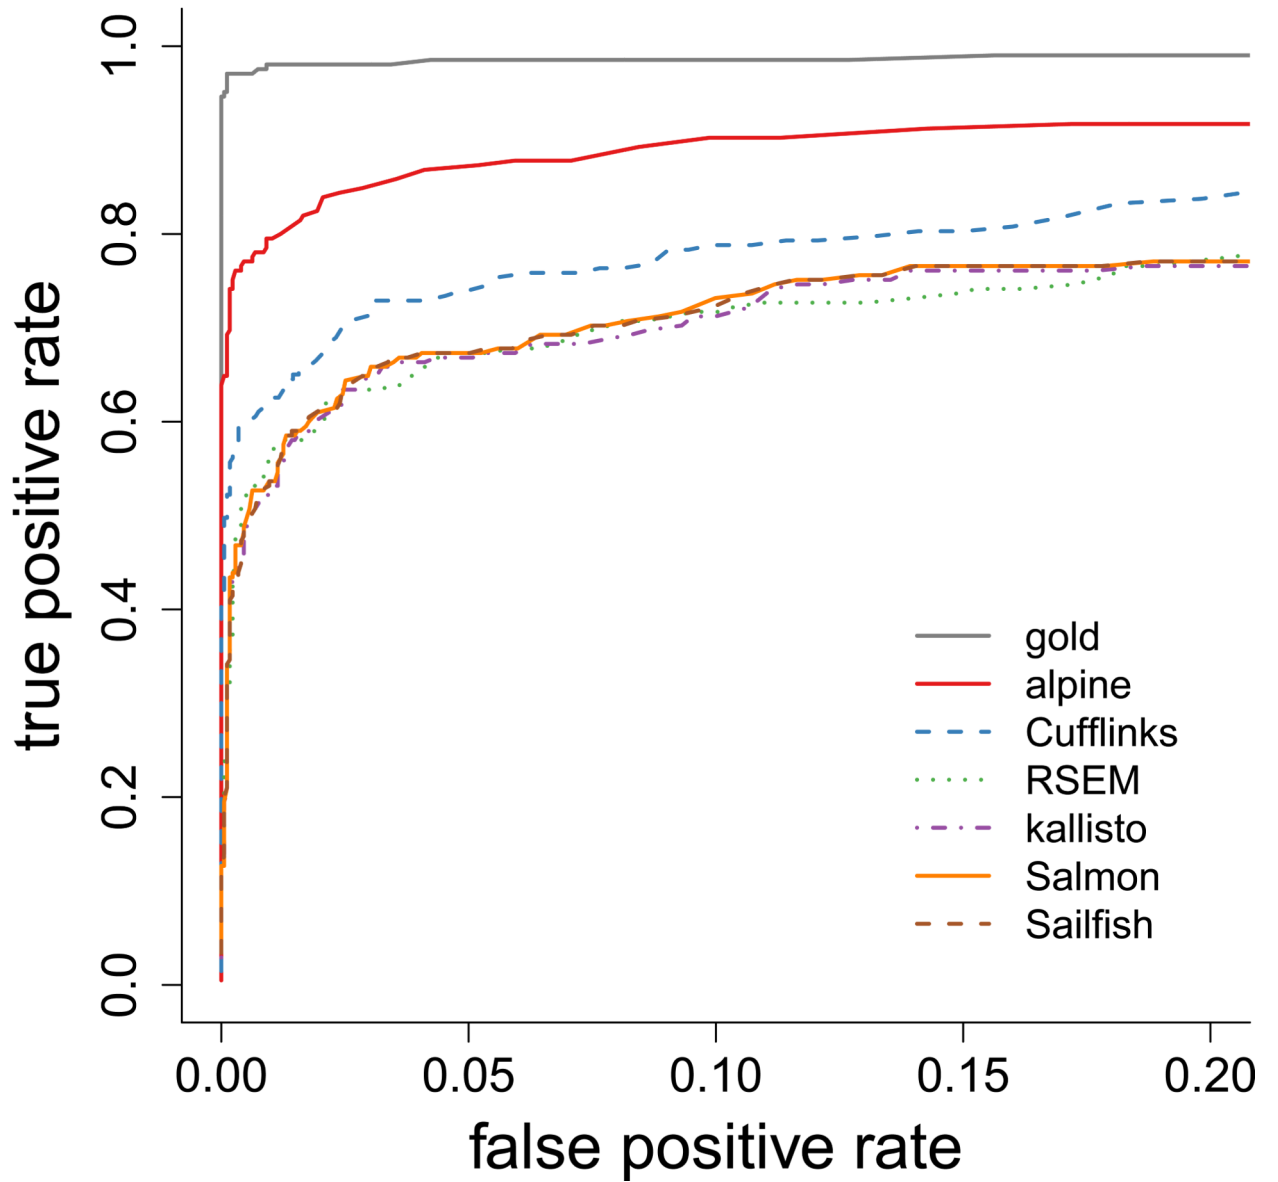 true positive rate
1.0
0.8
0.6
0.4
0.2
0.0
gold
alpine
Cufflinks
RSEM
kallisto
Salmon
Sailfish
0.00 0.05 0.10 0.15 0.20
false positive rate